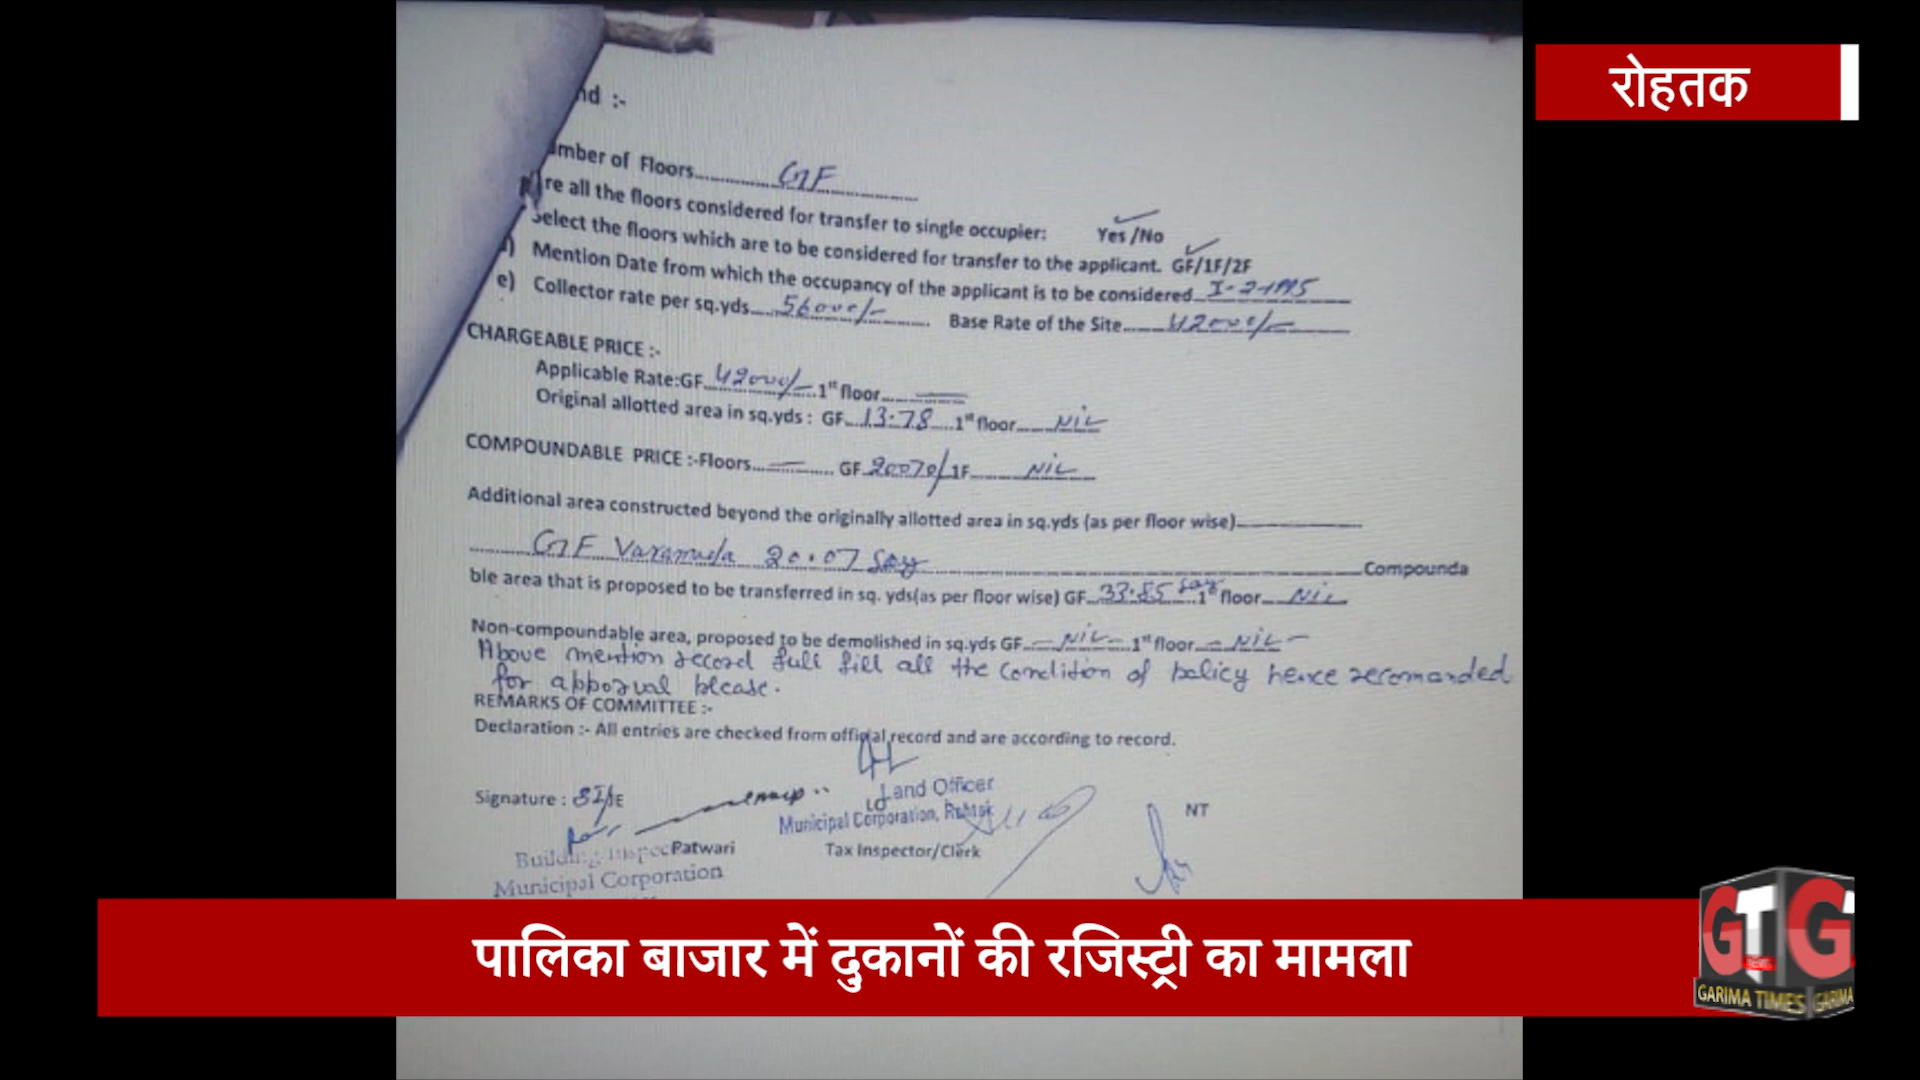 रोहतक
nd :-
mber of Floors.......... GF ..........
re all the floors considered for transfer to single occupier: Yes /No
Select the floors which are to be considered for transfer to the applicant. GF/1F/2F
d) Mention Date from which the occupancy of the applicant is to be considered
e) Collector rate per sq.yds..... 56000/- ..... Base Rate of the Site..... 42000/-
CHARGEABLE PRICE :-
Applicable Rate:GF 42000/- 1st floor.....
Original allotted area in sq.yds : GF 13.78 1st floor..... NIL
COMPOUNDABLE PRICE :-Floors..... GF 2007 1F..... NIL
Additional area constructed beyond the originally allotted area in sq.yds (as per floor wise)
GF Varamda 20.07 Say Compounda
ble area that is proposed to be transferred in sq. yds(as per floor wise) GF 33.85 1st floor NIL
Non-compoundable area, proposed to be demolished in sq.yds GF - NIL - 1st floor - NIL -
Above mention record full fill all the condition of policy hence recomanded
for approval please.
REMARKS OF COMMITTEE :-
Declaration :- All entries are checked from official record and are according to record.
Signature : JE LO Land Officer NT
Municipal Corporation, Rohtak
Building Inspec Patwari Tax Inspector/Clerk
Municipal Corporation
पालिका बाजार में दुकानों की रजिस्ट्री का मामला
GTG
GARIMA TIMES GARIMA